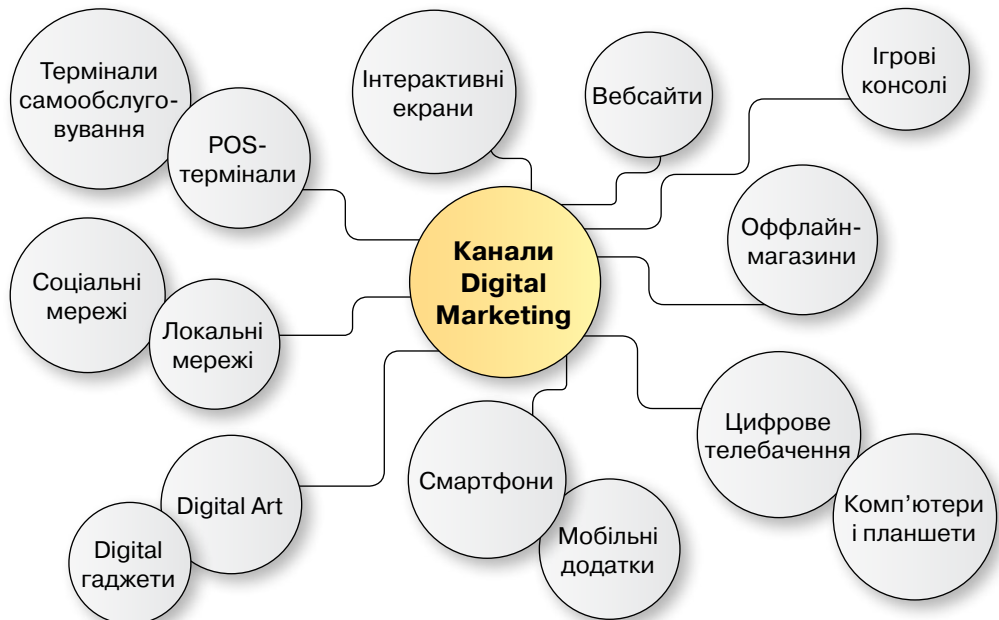 Термінали
самообслуго-
вування
POS-
термінали
Інтерактивні
екрани
Вебсайти
Ігрові
консолі
Оффлайн-
магазини
Канали
Digital
Marketing
Соціальні
мережі
Локальні
мережі
Цифрове
телебачення
Комп’ютери
і планшети
Смартфони
Мобільні
додатки
Digital Art
Digital
гаджети